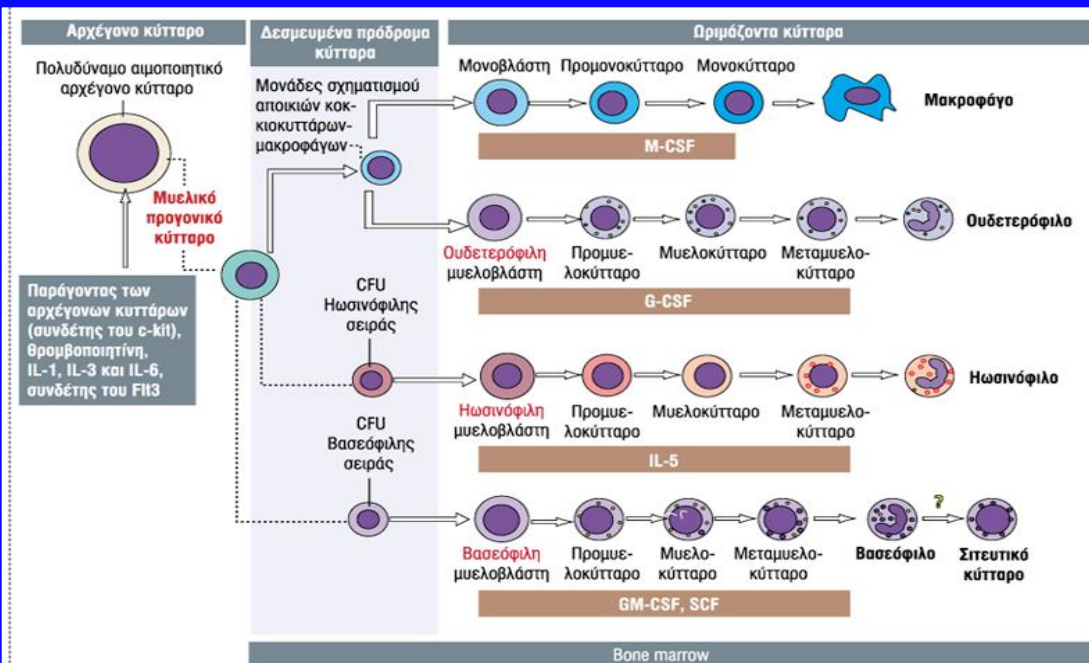 Αρχέγονο κύτταρο
Δεσμευμένα πρόδρομα
κύτταρα
Ωριμάζοντα κύτταρα
Πολυδύναμο αιμοποιητικό
αρχέγονο κύτταρο
Μυελικό
προγονικό
κύτταρο
Παράγοντας των
αρχέγονων κυττάρων
(συνδέτης του c-kit),
θρομβοποιητίνη,
IL-1, IL-3 και IL-6,
συνδέτης του Flt3
Μονάδες σχηματισμού
αποικιών κοκ-
κιοκυττάρων-
μακροφάγων
Μονοβλάστη Προμονοκύτταρο Μονοκύτταρο
Μακροφάγο
M-CSF
Ουδετερόφιλο
Ουδετερόφιλη
μυελοβλάστη
Προμυε-
λοκύτταρο
Μυελοκύτταρο
Μεταμυελο-
κύτταρο
G-CSF
CFU
Ηωσινόφιλης
σειράς
Ηωσινόφιλο
Ηωσινόφιλη
μυελοβλάστη
Προμυε-
λοκύτταρο
Μυελοκύτταρο
Μεταμυελο-
κύτταρο
IL-5
CFU
Βασεόφιλης
σειράς
?
Βασεόφιλη
μυελοβλάστη
Προμυε-
λοκύτταρο
Μυελο-
κύτταρο
Μεταμυελο-
κύτταρο
Βασεόφιλο
Σιτευτικό
κύτταρο
GM-CSF, SCF
Bone marrow